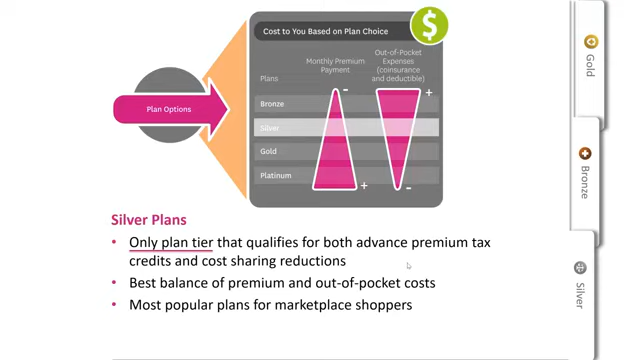 $
Cost to You Based on Plan Choice
Monthly Premium
Payment
Out-of-Pocket
Expenses
(coinsurance
and deductible)
Plans
Bronze
Silver
Gold
Platinum
- +
+ -
Plan Options
Silver Plans
• Only plan tier that qualifies for both advance premium tax
credits and cost sharing reductions
• Best balance of premium and out-of-pocket costs
• Most popular plans for marketplace shoppers
Gold
Bronze
Silver